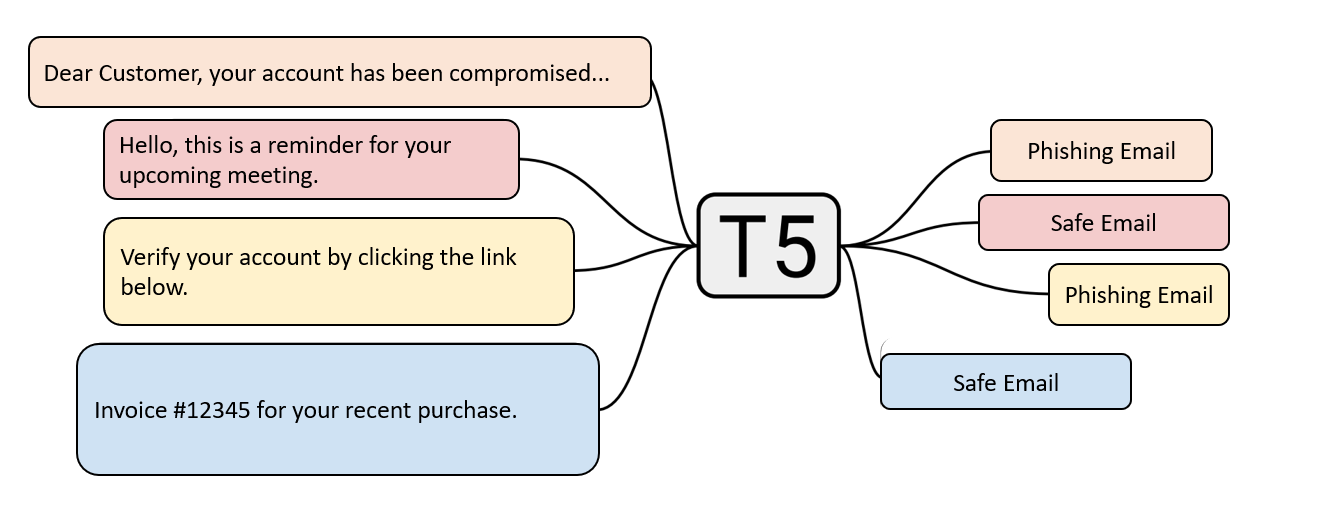 Dear Customer, your account has been compromised...
Hello, this is a reminder for your
upcoming meeting.
Verify your account by clicking the link
below.
Invoice #12345 for your recent purchase.
T5
Phishing Email
Safe Email
Phishing Email
Safe Email